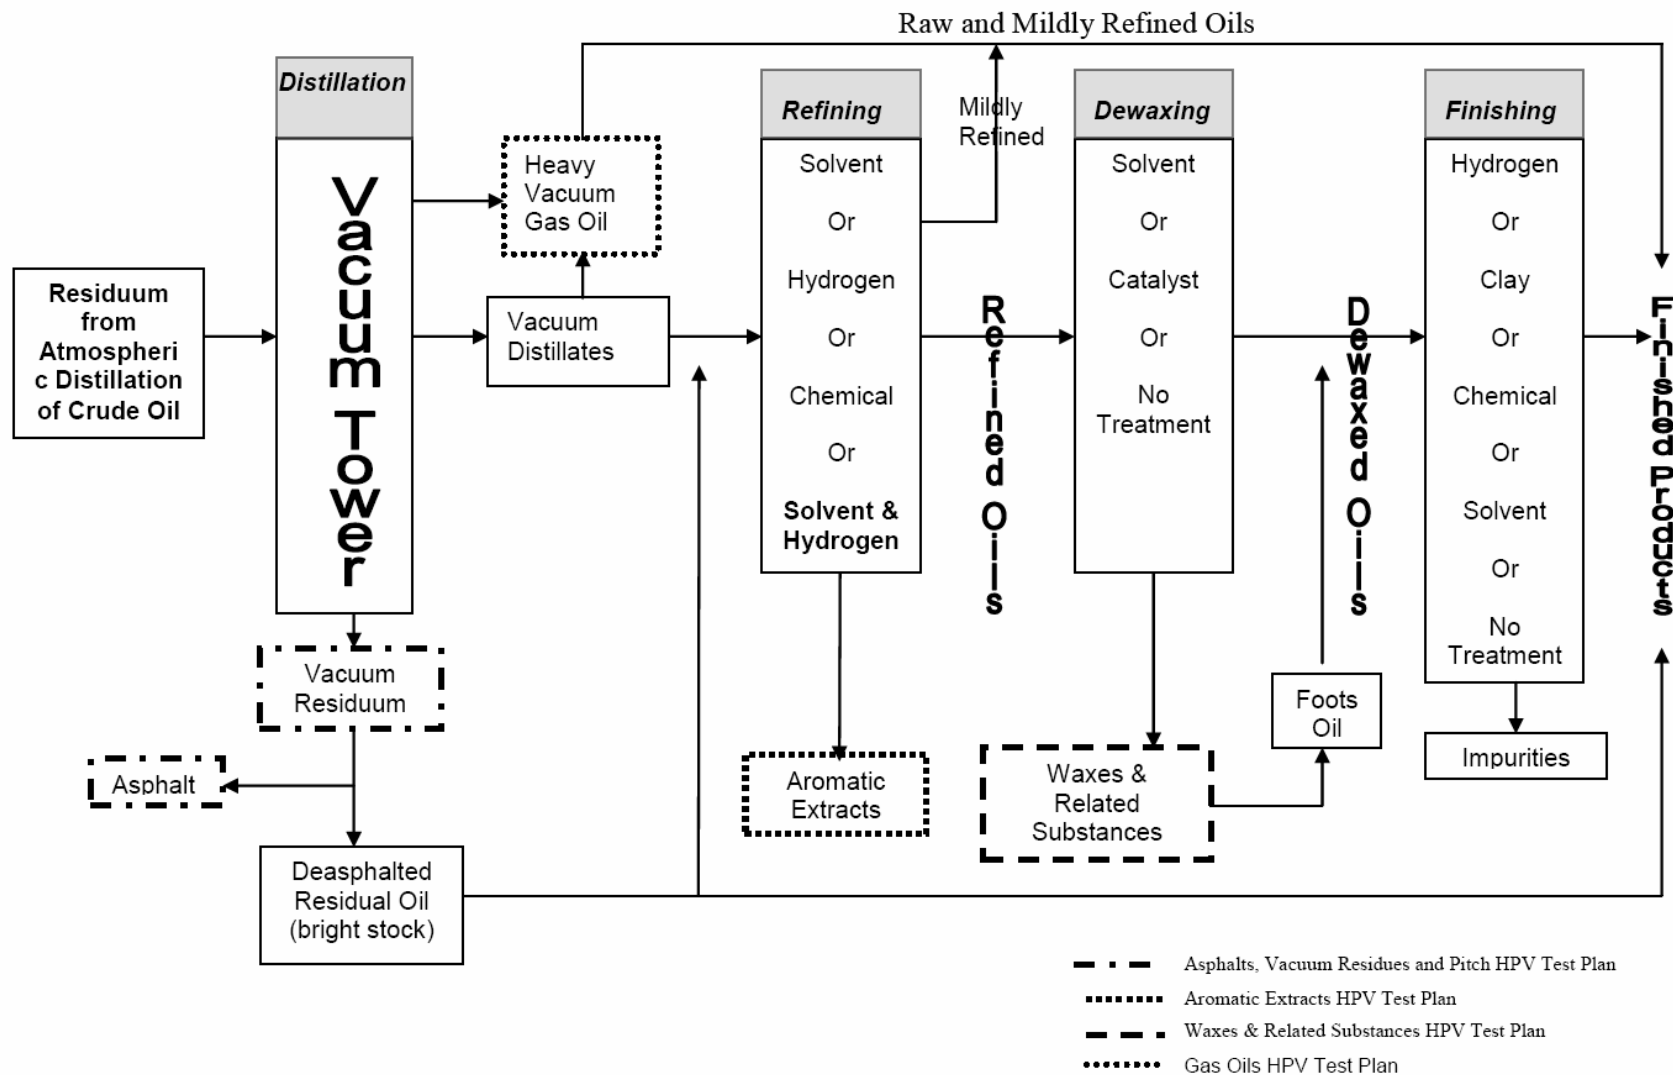 Raw and Mildly Refined Oils
Distillation
Vacuum Tower
Residuum
from
Atmospheri
c Distillation
of Crude Oil
Heavy
Vacuum
Gas Oil
Vacuum
Distillates
Refining
Solvent
Or
Hydrogen
Or
Chemical
Or
Solvent &
Hydrogen
Mildly
Refined
Refined Oils
Dewaxing
Solvent
Or
Catalyst
Or
No
Treatment
Dewaxed Oils
Finishing
Hydrogen
Or
Clay
Or
Chemical
Or
Solvent
Or
No
Treatment
Finished Products
Vacuum
Residuum
Asphalt
Deasphalted
Residual Oil
(bright stock)
Aromatic
Extracts
Waxes &
Related
Substances
Foots
Oil
Impurities
Asphalts, Vacuum Residues and Pitch HPV Test Plan
Aromatic Extracts HPV Test Plan
Waxes & Related Substances HPV Test Plan
Gas Oils HPV Test Plan